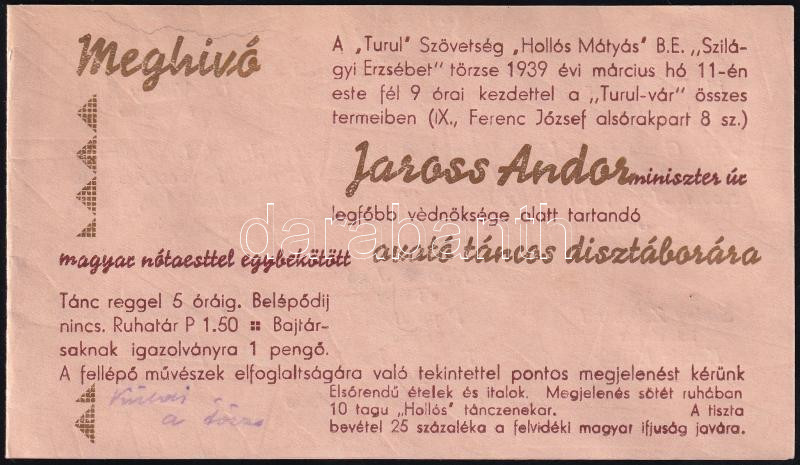 Meghivó
A „Turul" Szövetség „Hollós Mátyás" B.E. „Szilá-
gyi Erzsébet" törzse 1939 évi március hó 11-én
este fél 9 órai kezdettel a „Turul-vár" összes
termeiben (IX., Ferenc József alsórakpart 8 sz.)
Jaross Andor miniszter úr
legfőbb vèdnöksége alatt tartandó
magyar nótaesttel egybekötött avató táncos disztáborára
darabanth
Tánc reggel 5 óráig. Belépődij
nincs. Ruhatár P 1.50 Bajtár-
saknak igazolványra 1 pengő.
A fellépő művészek elfoglaltságára való tekintettel pontos megjelenést kérünk
Elsőrendű ételek és italok. Megjelenés sötét ruhában
10 tagu „Hollós" tánczenekar. A tiszta
bevétel 25 százaléka a felvidéki magyar ifjuság javára.
a